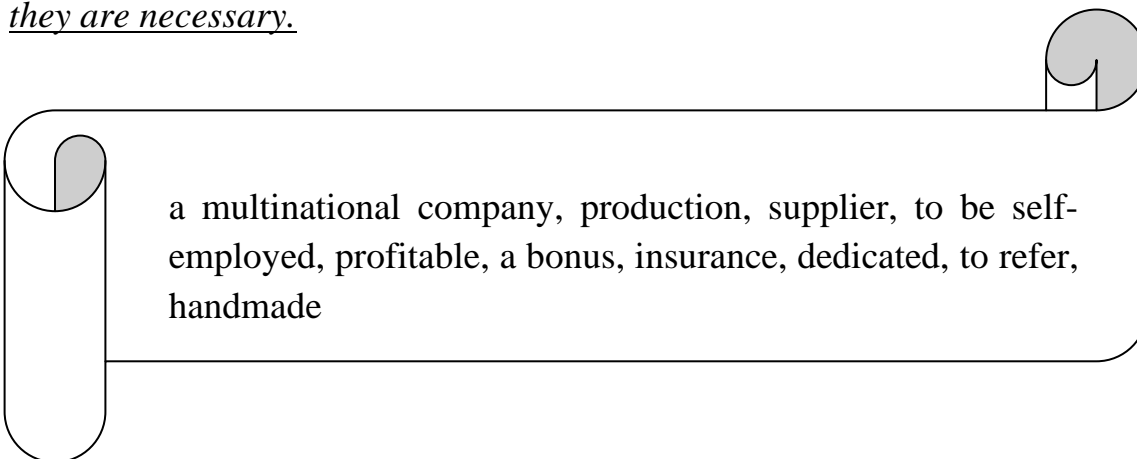 they are necessary.
a multinational company, production, supplier, to be self-
employed, profitable, a bonus, insurance, dedicated, to refer,
handmade